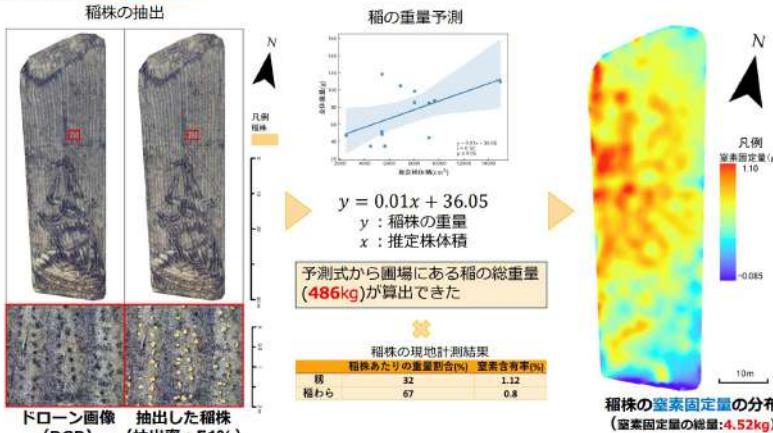 稲株の抽出
N
凡例
稲株
ドローン画像
抽出した稲株
稲の重量予測
y = 0.01x + 36.05
y：稲株の重量
x：推定株体積
予測式から圃場にある稲の総重量
(486kg)が算出できた
稲株の現地計測結果
稲株あたりの重量割合(%) 窒素含有率(%)
籾 32 1.12
稲わら 67 0.8
N
凡例
窒素固定量
1.10
-0.085
10m
稲株の窒素固定量の分布
(窒素固定量の総量:4.52kg)